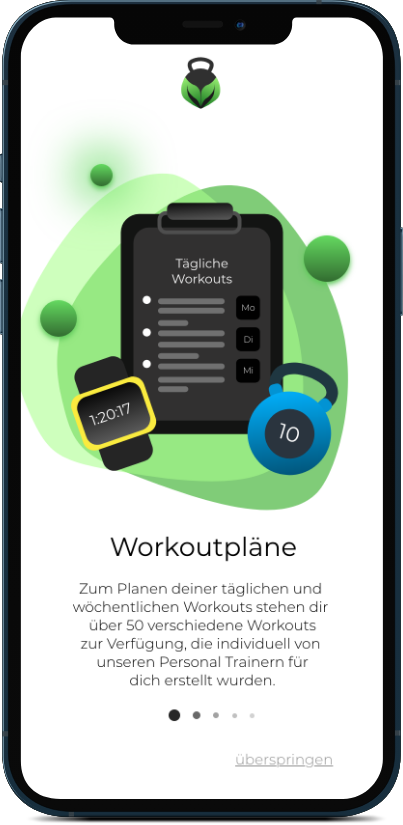 Tägliche
Workouts
Mo
Di
Mi
1:20:17
10
Workoutpläne
Zum Planen deiner täglichen und
wöchentlichen Workouts stehen dir
über 50 verschiedene Workouts
zur Verfügung, die individuell von
unseren Personal Trainern für
dich erstellt wurden.
überspringen